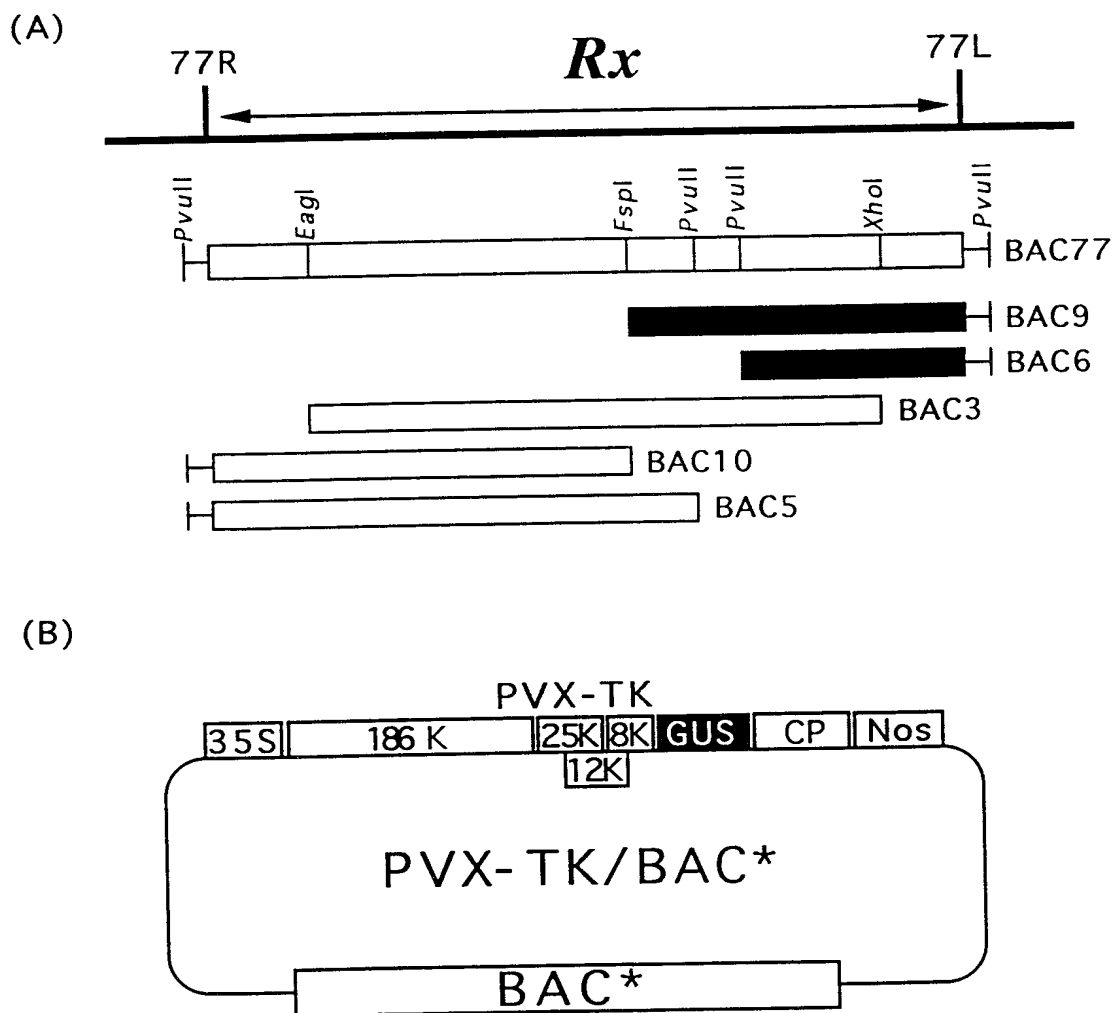 (A)
77R
Rx
77L
PvuII
EagI
FspI
PvuII
PvuII
XhoI
PvuII
BAC77
BAC9
BAC6
BAC3
BAC10
BAC5
(B)
PVX-TK
35S
186 K
25K
8K
GUS
CP
Nos
12K
PVX-TK/BAC*
BAC*